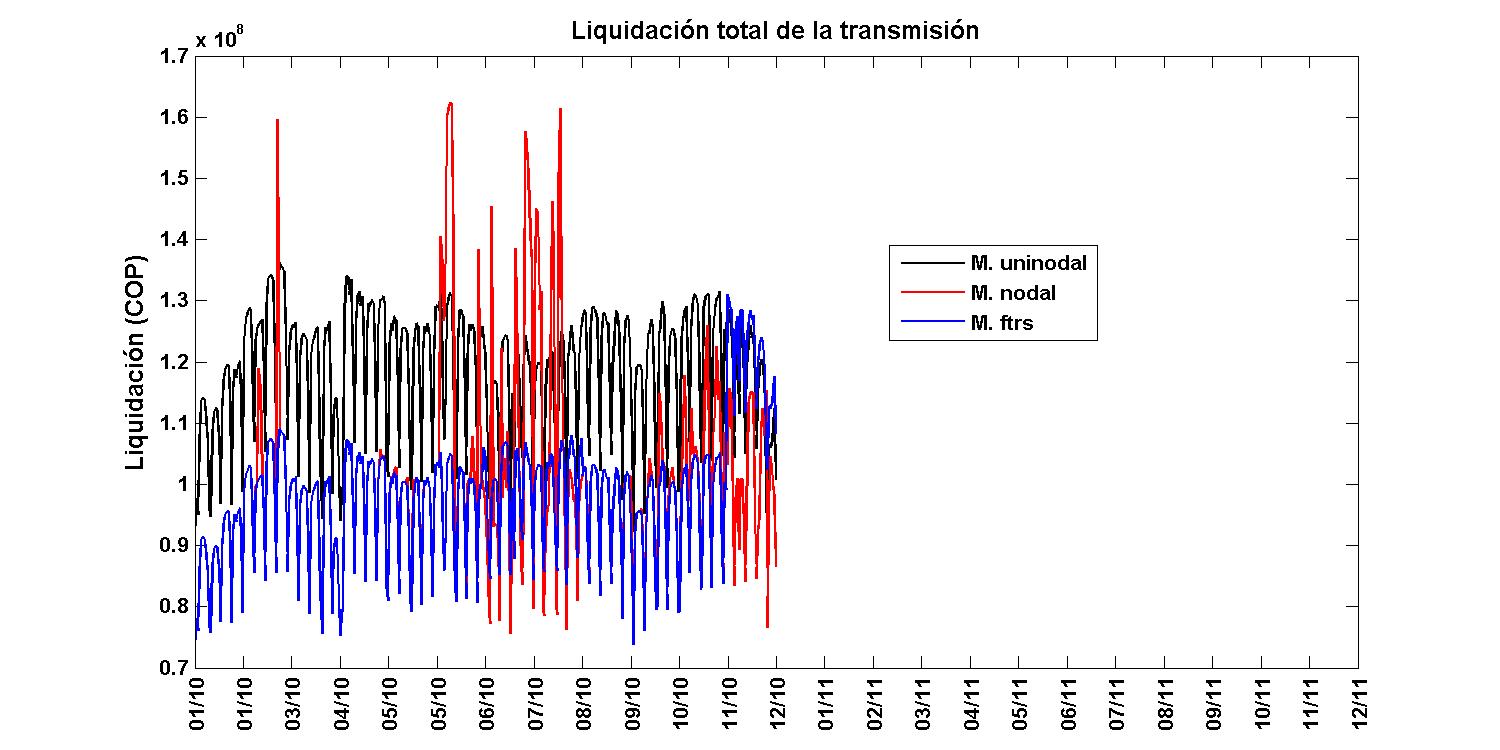 Liquidación total de la transmisión
x 10⁸
1.7
1.6
1.5
1.4
1.3
1.2
1.1
1
0.9
0.8
0.7
Liquidación (COP)
M. uninodal
M. nodal
M. ftrs
01/10 01/10 03/10 04/10 05/10 05/10 06/10 07/10 08/10 09/10 10/10 11/10 12/10 01/11 02/11 03/11 04/11 05/11 06/11 07/11 08/11 09/11 10/11 11/11 12/11